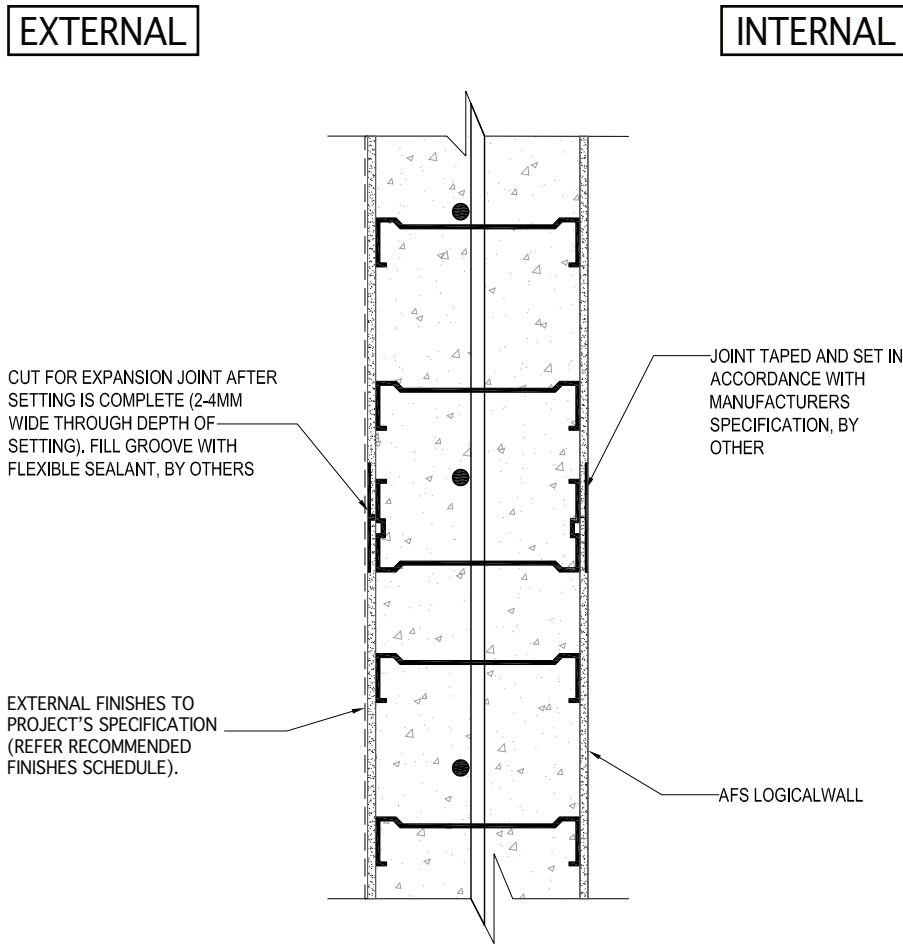 EXTERNAL
INTERNAL
CUT FOR EXPANSION JOINT AFTER
SETTING IS COMPLETE (2-4MM
WIDE THROUGH DEPTH OF
SETTING). FILL GROOVE WITH
FLEXIBLE SEALANT, BY OTHERS
JOINT TAPED AND SET IN
ACCORDANCE WITH
MANUFACTURERS
SPECIFICATION, BY
OTHER
EXTERNAL FINISHES TO
PROJECT'S SPECIFICATION
(REFER RECOMMENDED
FINISHES SCHEDULE).
AFS LOGICALWALL